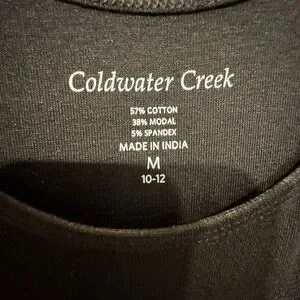 Coldwater Creek
57% COTTON
38% MODAL
5% SPANDEX
MADE IN INDIA
M
10-12